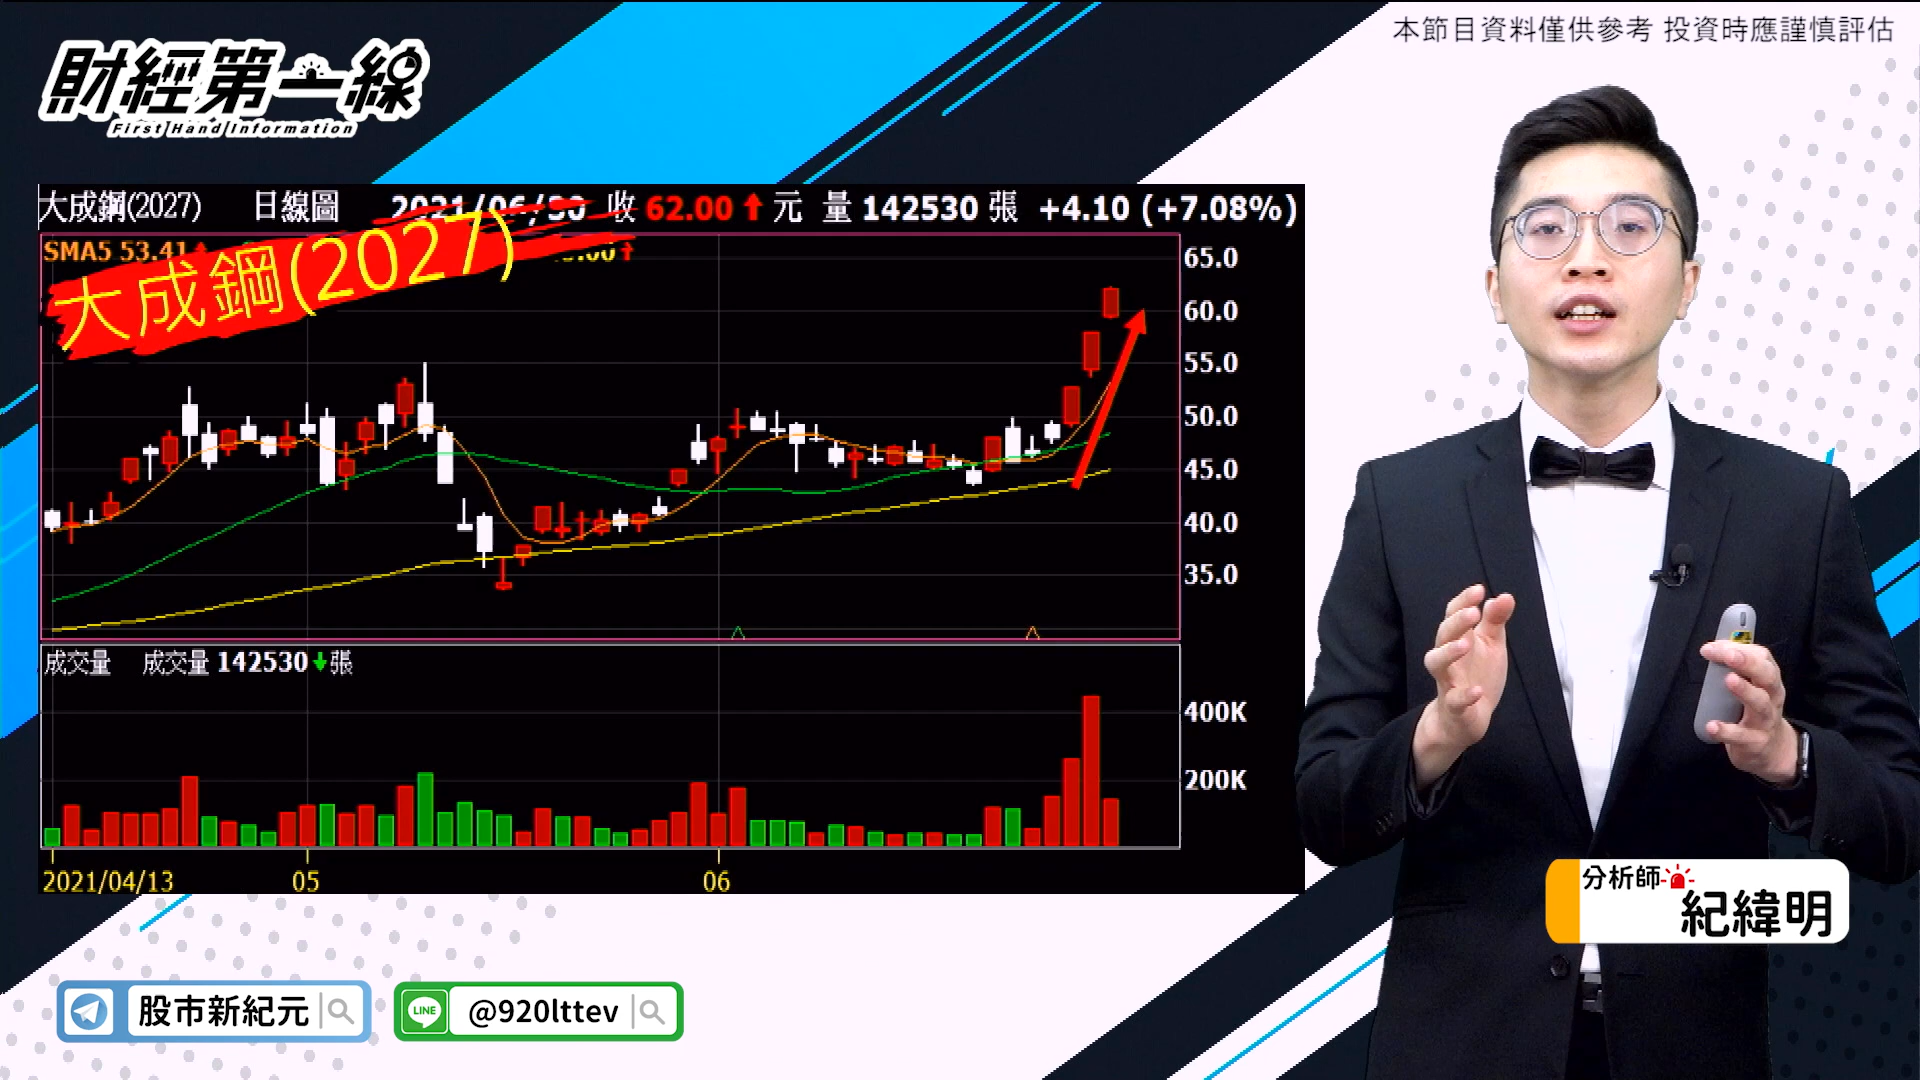 本節目資料僅供參考 投資時應謹慎評估
財經第一線
First Hand Information
大成鋼(2027) 日線圖 2021/06/30 收 62.00 元 量 142530 張 +4.10 (+7.08%)
SMA5 53.41
大成鋼(2027)
65.0
60.0
55.0
50.0
45.0
40.0
35.0
成交量 成交量 142530 張
400K
200K
2021/04/13 05 06
分析師
紀緯明
股市新紀元
LINE @920lttev